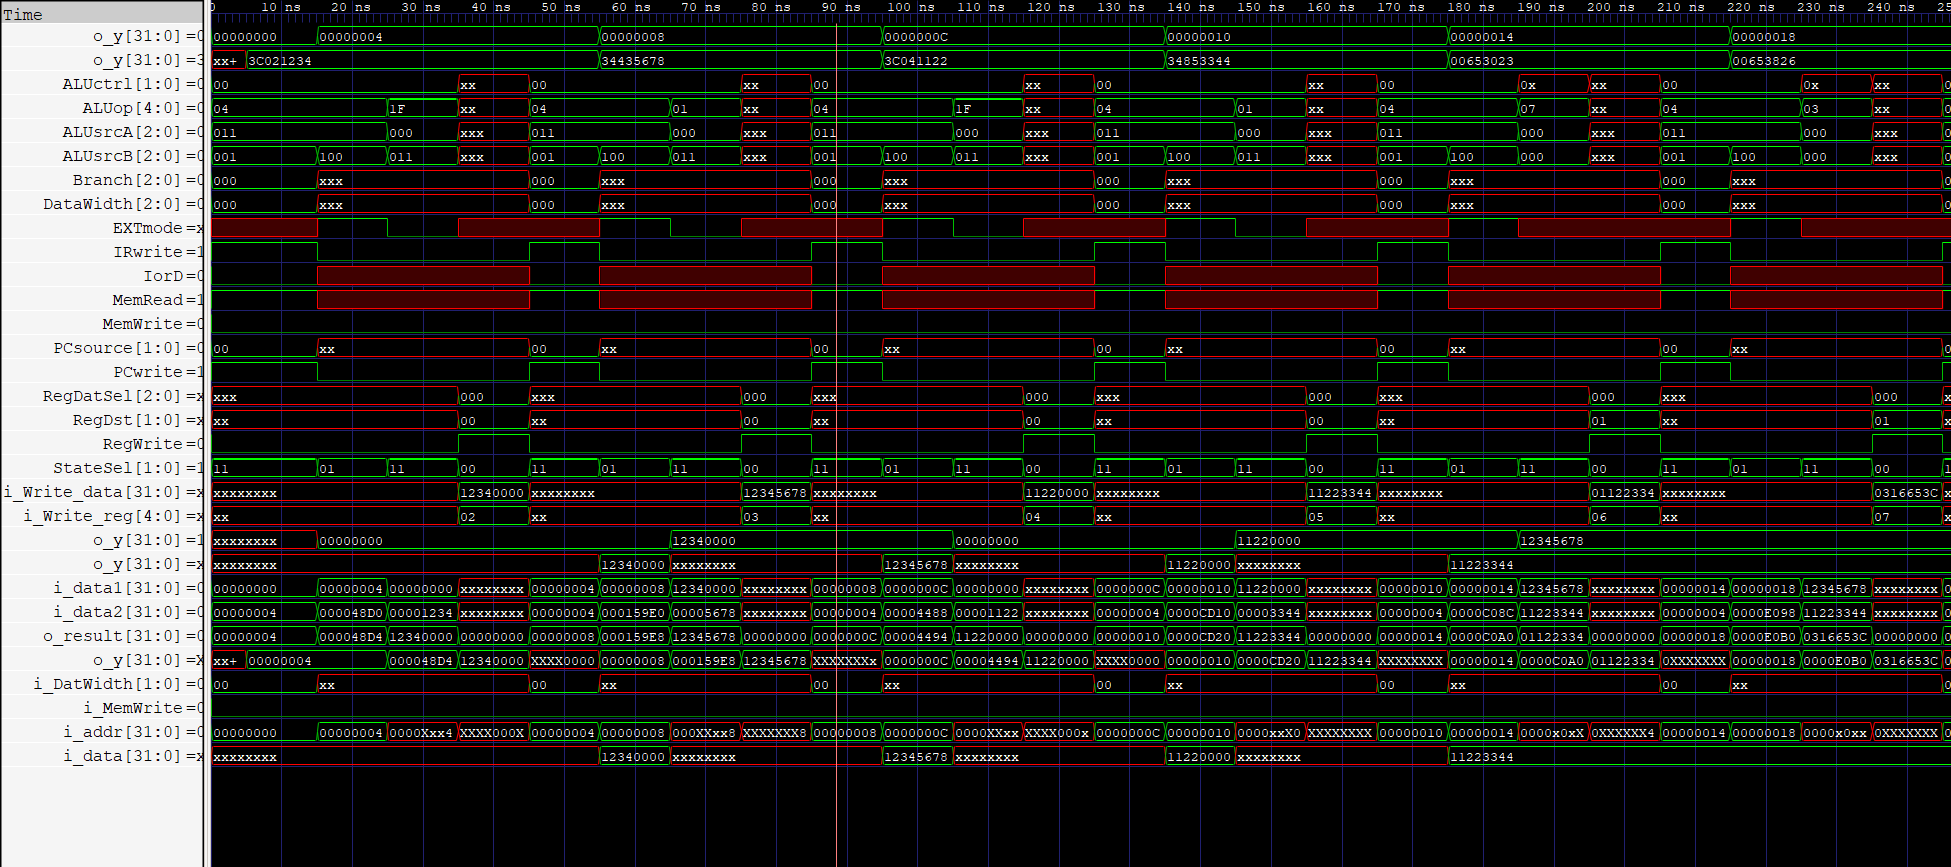 0 10 ns 20 ns 30 ns 40 ns 50 ns 60 ns 70 ns 80 ns 90 ns 100 ns 110 ns 120 ns 130 ns 140 ns 150 ns 160 ns 170 ns 180 ns 190 ns 200 ns 210 ns 220 ns 230 ns 240 ns 25
Time
o_y[31:0]=0 00000000 00000004 00000008 0000000C 00000010 00000014 00000018
o_y[31:0]=3 xx+ 3C021234 34435678 3C041122 34853344 00653023 00653826
ALUctrl[1:0]=0 00 xx 00 xx 00 xx 00 xx 00 0x xx 00 0x xx 0
ALUop[4:0]=0 04 1F xx 04 01 xx 04 1F xx 04 01 xx 04 07 xx 04 03 xx 0
ALUsrcA[2:0]=0 011 000 xxx 011 000 xxx 011 000 xxx 011 000 xxx 011 000 xxx 011 000 xxx 0
ALUsrcB[2:0]=0 001 100 011 xxx 001 100 011 xxx 001 100 011 xxx 001 100 011 xxx 001 100 000 xxx 001 100 000 xxx 0
Branch[2:0]=0 000 xxx 000 xxx 000 xxx 000 xxx 000 xxx 000 xxx 0
DataWidth[2:0]=0 000 xxx 000 xxx 000 xxx 000 xxx 000 xxx 000 xxx 0
EXTmode=x
IRwrite=1
IorD=0
MemRead=1
MemWrite=0
PCsource[1:0]=0 00 xx 00 xx 00 xx 00 xx 00 xx 00 xx 0
PCwrite=1
RegDatSel[2:0]=x xxx 000 xxx 000 xxx 000 xxx 000 xxx 000 xxx 000 x
RegDst[1:0]=x xx 00 xx 00 xx 00 xx 00 xx 01 xx 01 x
RegWrite=0
StateSel[1:0]=1 11 01 11 00 11 01 11 00 11 01 11 00 11 01 11 00 11 01 11 00 11 01 11 00 1
i_Write_data[31:0]=x xxxxxxxx 12340000 xxxxxxxx 12345678 xxxxxxxx 11220000 xxxxxxxx 11223344 xxxxxxxx 01122334 xxxxxxxx 0316653C x
i_Write_reg[4:0]=x xx 02 xx 03 xx 04 xx 05 xx 06 xx 07 x
o_y[31:0]=1 xxxxxxxx 00000000 12340000 00000000 11220000 12345678
o_y[31:0]=x xxxxxxxx 12340000 xxxxxxxx 12345678 xxxxxxxx 11220000 xxxxxxxx 11223344
i_data1[31:0]=0 00000000 00000004 00000000 xxxxxxxx 00000004 00000008 12340000 xxxxxxxx 00000008 0000000C 00000000 xxxxxxxx 0000000C 00000010 11220000 xxxxxxxx 00000010 00000014 12345678 xxxxxxxx 00000014 00000018 12345678 xxxxxxxx 0
i_data2[31:0]=0 00000004 000048D0 00001234 xxxxxxxx 00000004 000159E0 00005678 xxxxxxxx 00000004 00004488 00001122 xxxxxxxx 00000004 0000CD10 00003344 xxxxxxxx 00000004 0000C08C 11223344 xxxxxxxx 00000004 0000E098 11223344 xxxxxxxx 0
o_result[31:0]=0 00000004 000048D4 12340000 00000000 00000008 000159E8 12345678 00000000 0000000C 00004494 11220000 00000000 00000010 0000CD20 11223344 00000000 00000014 0000C0A0 01122334 00000000 00000018 0000E0B0 0316653C 00000000 0
o_y[31:0]=X xx+ 00000004 000048D4 12340000 XXXX0000 00000008 000159E8 12345678 XXXXXXXx 0000000C 00004494 11220000 XXXX0000 00000010 0000CD20 11223344 XXXXXXXX 00000014 0000C0A0 01122334 0XXXXXXX 00000018 0000E0B0 0316653C 0
i_DatWidth[1:0]=0 00 xx 00 xx 00 xx 00 xx 00 xx 00 xx 0
i_MemWrite=0
i_addr[31:0]=0 00000000 00000004 0000Xxx4 XXXX000X 00000004 00000008 000XXxx8 XXXXXXX8 00000008 0000000C 0000XXxx XXXX000x 0000000C 00000010 0000xxX0 XXXXXXXX 00000010 00000014 0000x0xX 0XXXXXX4 00000014 00000018 0000x0xx 0XXXXXXX 0
i_data[31:0]=x xxxxxxxx 12340000 xxxxxxxx 12345678 xxxxxxxx 11220000 xxxxxxxx 11223344